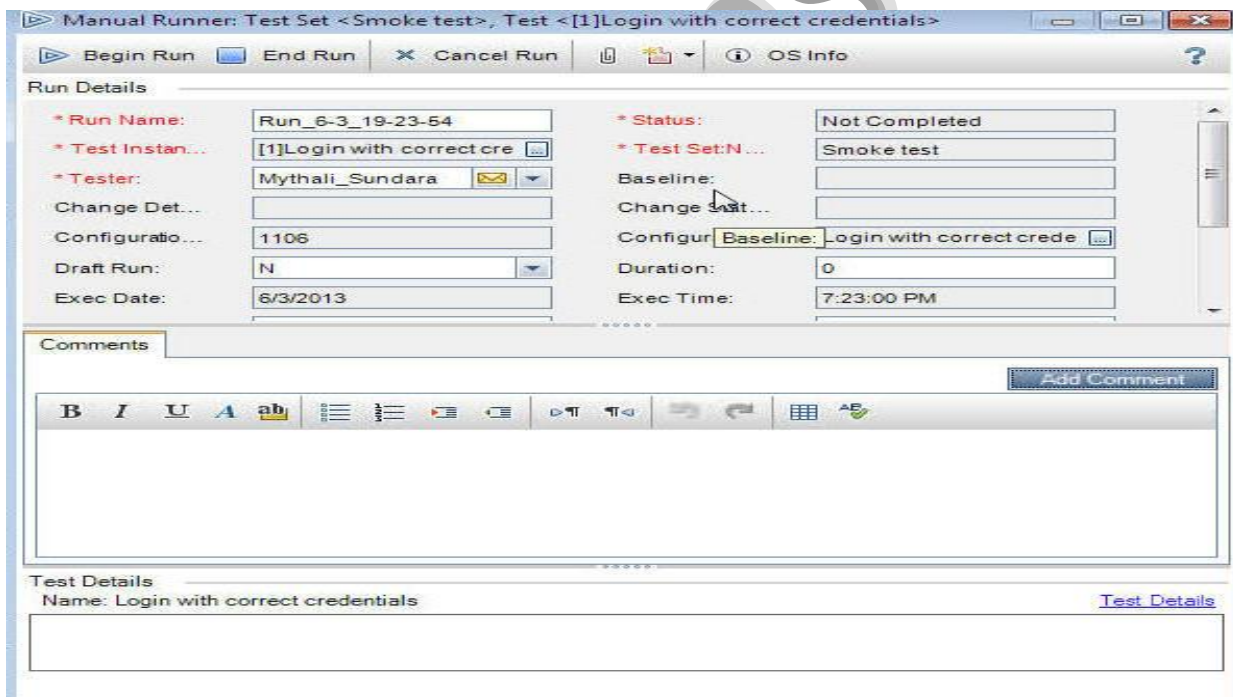 Manual Runner: Test Set <Smoke test>, Test <[1]Login with correct credentials>
Begin Run End Run Cancel Run OS Info ?
Run Details
* Run Name: Run_6-3_19-23-54 * Status: Not Completed
* Test Instan... [1]Login with correct cre ... * Test Set:N... Smoke test
* Tester: Mythali_Sundara Baseline:
Change Det... Change
Configuratio... 1106 Configur Baseline: Login with correct crede ...
Draft Run: N Duration: 0
Exec Date: 6/3/2013 Exec Time: 7:23:00 PM
Comments
Add Comment
B I U A ab
Test Details
Name: Login with correct credentials Test Details